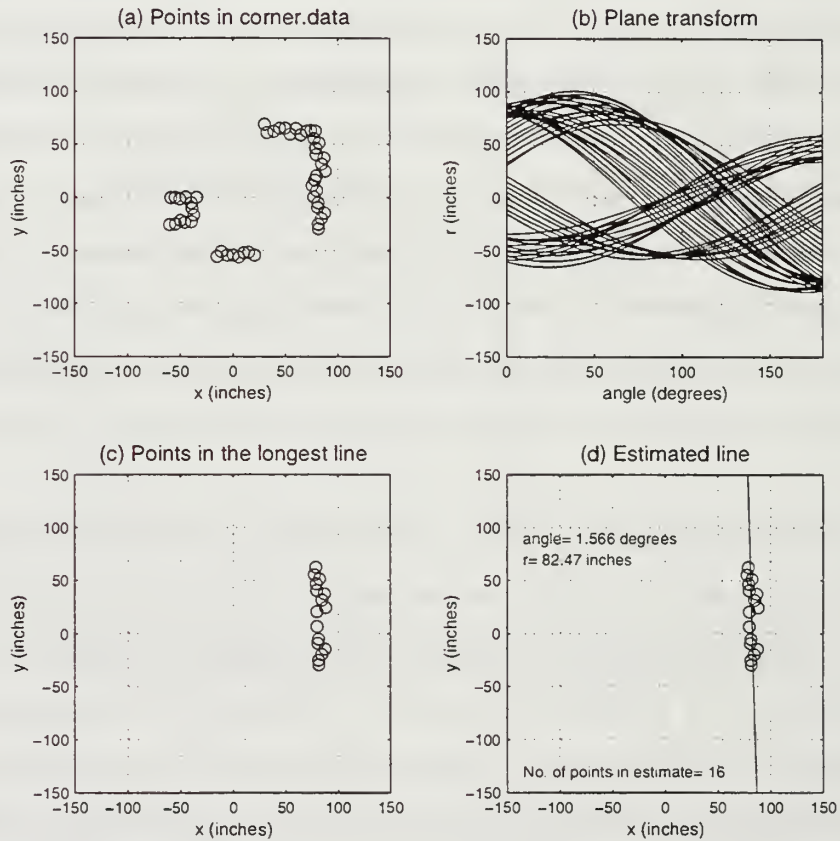 (a) Points in corner.data
150
100
50
0
−50
−100
−150
y (inches)
−150 −100 −50 0 50 100 150
x (inches)
(b) Plane transform
150
100
50
0
−50
−100
−150
r (inches)
0 50 100 150
angle (degrees)
(c) Points in the longest line
150
100
50
0
−50
−100
−150
y (inches)
−150 −100 −50 0 50 100 150
x (inches)
(d) Estimated line
150
100
50
0
−50
−100
−150
y (inches)
angle= 1.566 degrees
r= 82.47 inches
No. of points in estimate= 16
−150 −100 −50 0 50 100 150
x (inches)